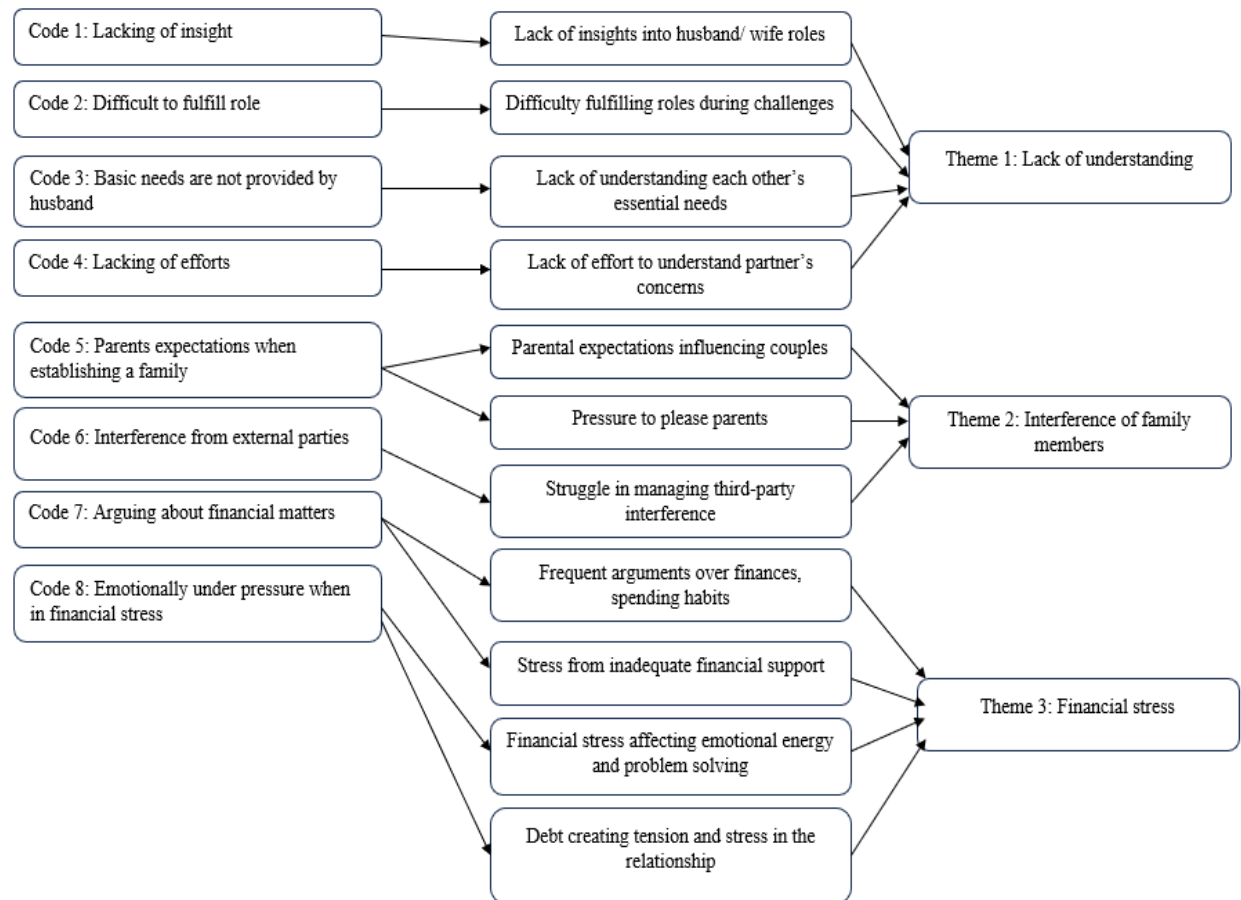 Code 1: Lacking of insight
Code 2: Difficult to fulfill role
Code 3: Basic needs are not provided by
husband
Code 4: Lacking of efforts
Code 5: Parents expectations when
establishing a family
Code 6: Interference from external parties
Code 7: Arguing about financial matters
Code 8: Emotionally under pressure when
in financial stress
Lack of insights into husband/ wife roles
Difficulty fulfilling roles during challenges
Lack of understanding each other’s
essential needs
Lack of effort to understand partner’s
concerns
Parental expectations influencing couples
Pressure to please parents
Struggle in managing third-party
interference
Frequent arguments over finances,
spending habits
Stress from inadequate financial support
Financial stress affecting emotional energy
and problem solving
Debt creating tension and stress in the
relationship
Theme 1: Lack of understanding
Theme 2: Interference of family
members
Theme 3: Financial stress